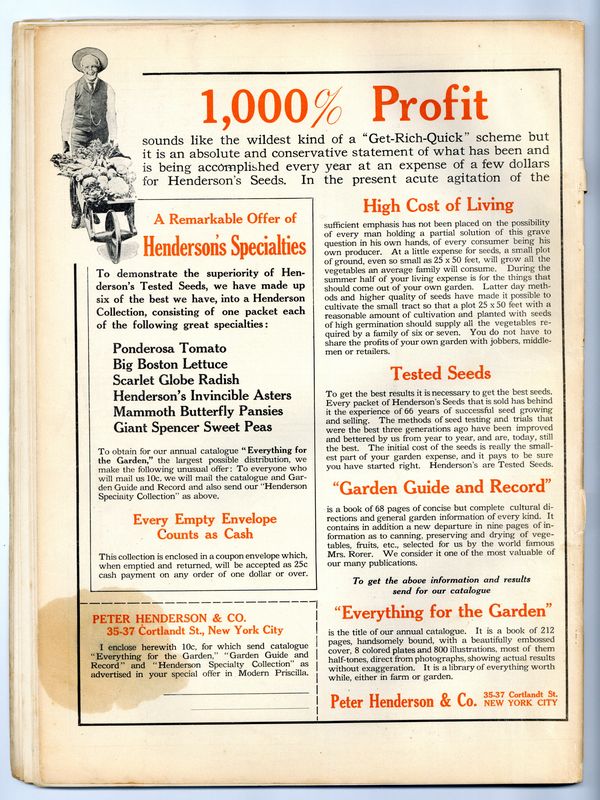 1,000% Profit
sounds like the wildest kind of a “Get-Rich-Quick” scheme but
it is an absolute and conservative statement of what has been and
is being accomplished every year at an expense of a few dollars
for Henderson's Seeds. In the present acute agitation of the
High Cost of Living
sufficient emphasis has not been placed on the possibility
of every man holding a partial solution of this grave
question in his own hands, of every consumer being his
own producer. At a little expense for seeds, a small plot
of ground, even so small as 25 x 50 feet, will grow all the
vegetables an average family will consume. During the
summer half of your living expense is for the things that
should come out of your own garden. Latter day meth-
ods and higher quality of seeds have made it possible to
cultivate the small tract so that a plot 25 x 50 feet with a
reasonable amount of cultivation and planted with seeds
of high germination should supply all the vegetables re-
quired by a family of six or seven. You do not have to
share the profits of your own garden with jobbers, middle-
men or retailers.
Tested Seeds
To get the best results it is necessary to get the best seeds.
Every packet of Henderson's Seeds that is sold has behind
it the experience of 66 years of successful seed growing
and selling. The methods of seed testing and trials that
were the best three generations ago have been improved
and bettered by us from year to year, and are, today, still
the best. The initial cost of the seeds is really the small-
est part of your garden expense, and it pays to be sure
you have started right. Henderson's are Tested Seeds.
“Garden Guide and Record”
is a book of 68 pages of concise but complete cultural di-
rections and general garden information of every kind. It
contains in addition a new departure in nine pages of in-
formation as to canning, preserving and drying of vege-
tables, fruits, etc., selected for us by the world famous
Mrs. Rorer. We consider it one of the most valuable of
our many publications.
To get the above information and results
send for our catalogue
“Everything for the Garden”
is the title of our annual catalogue. It is a book of 212
pages, handsomely bound, with a beautifully embossed
cover, 8 colored plates and 800 illustrations, most of them
half-tones, direct from photographs, showing actual results
without exaggeration. It is a library of everything worth
while, either in farm or garden.
Peter Henderson & Co. 35-37 Cortlandt St.
NEW YORK CITY
A Remarkable Offer of
Henderson's Specialties
To demonstrate the superiority of Hen-
derson's Tested Seeds, we have made up
six of the best we have, into a Henderson
Collection, consisting of one packet each
of the following great specialties:
Ponderosa Tomato
Big Boston Lettuce
Scarlet Globe Radish
Henderson's Invincible Asters
Mammoth Butterfly Pansies
Giant Spencer Sweet Peas
To obtain for our annual catalogue “Everything for
the Garden,” the largest possible distribution, we
make the following unusual offer: To everyone who
will mail us 10c. we will mail the catalogue and Gar-
den Guide and Record and also send our “Henderson
Specialty Collection” as above.
Every Empty Envelope
Counts as Cash
This collection is enclosed in a coupon envelope which,
when emptied and returned, will be accepted as 25c
cash payment on any order of one dollar or over.
PETER HENDERSON & CO.
35-37 Cortlandt St., New York City
I enclose herewith 10c, for which send catalogue
“Everything for the Garden,” “Garden Guide and
Record” and “Henderson Specialty Collection” as
advertised in your special offer in Modern Priscilla.